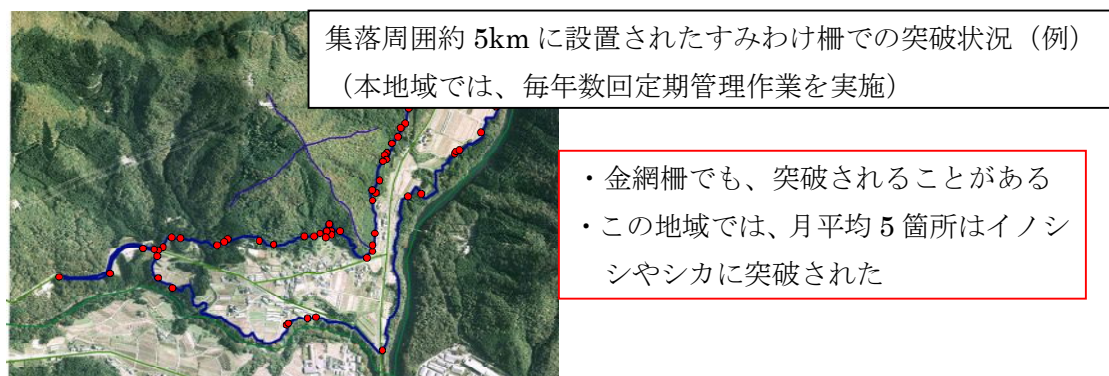 集落周囲約 5km に設置されたすみわけ柵での突破状況（例）
（本地域では、毎年数回定期管理作業を実施）
・金網柵でも、突破されることがある
・この地域では、月平均 5 箇所はイノシ
シやシカに突破された